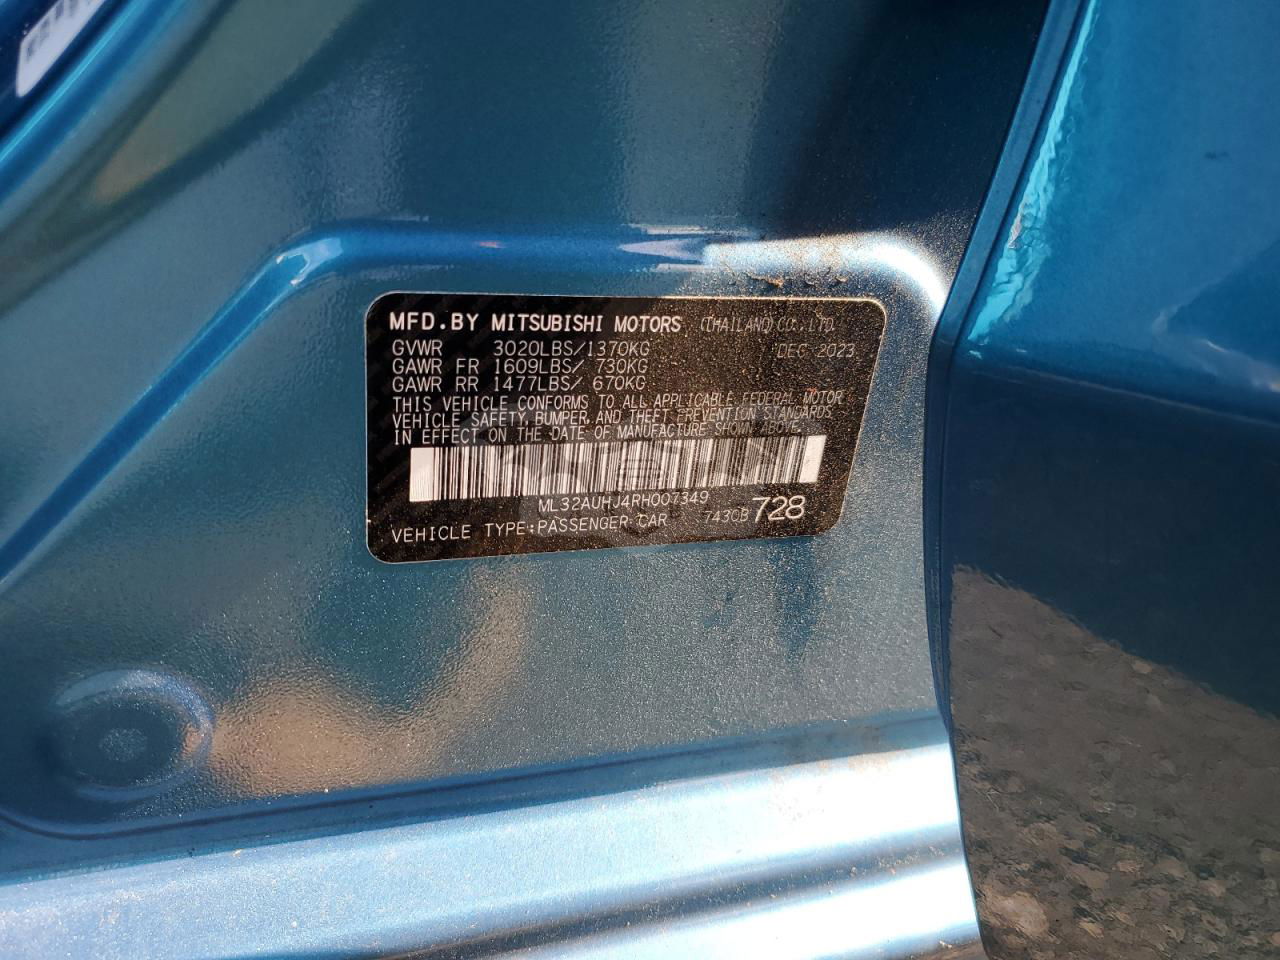 MFD.BY MITSUBISHI MOTORS (THAILAND) CO.,LTD.
GVWR 3020LBS/1370KG DEC 2023
GAWR FR 1609LBS/ 730KG
GAWR RR 1477LBS/ 670KG
THIS VEHICLE CONFORMS TO ALL APPLICABLE FEDERAL MOTOR
VEHICLE SAFETY, BUMPER, AND THEFT PREVENTION STANDARDS
IN EFFECT ON THE DATE OF MANUFACTURE SHOWN ABOVE.
ML32AUHJ4RH007349
VEHICLE TYPE:PASSENGER CAR 743CB 728